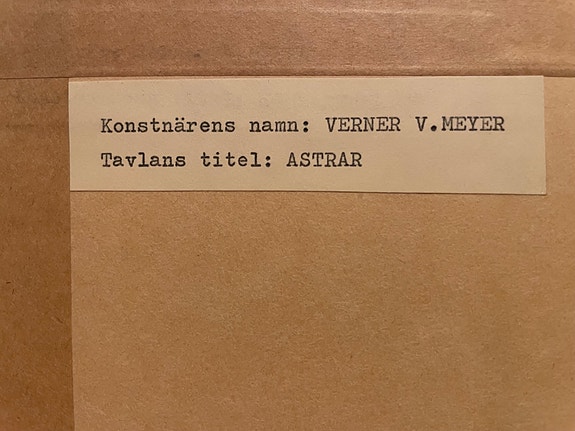 Konstnärens namn: VERNER V.MEYER
Tavlans titel: ASTRAR